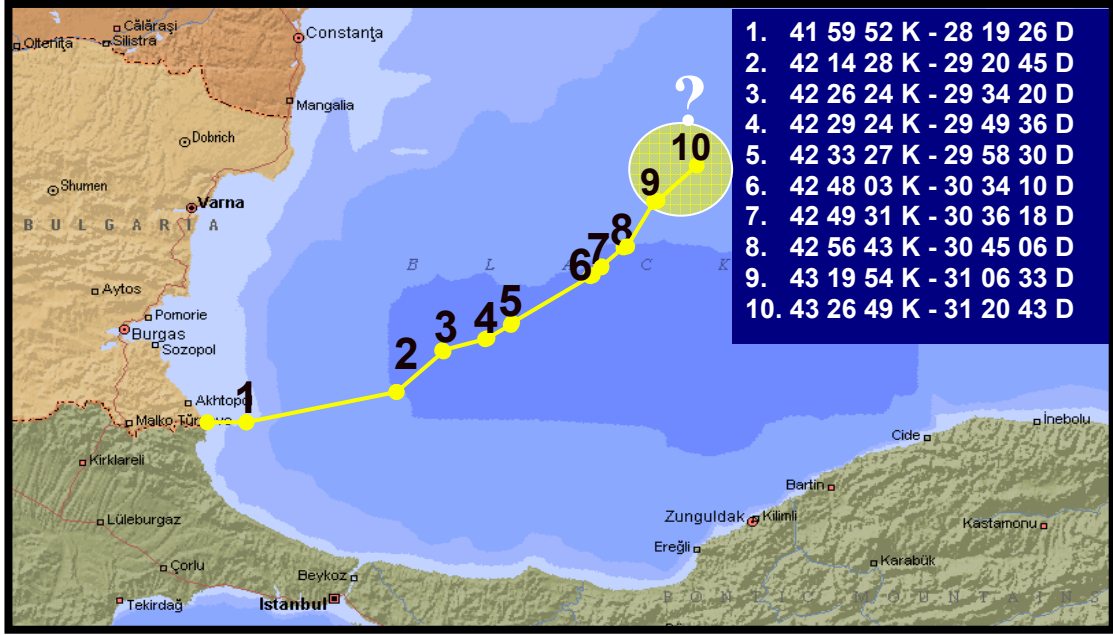 1. 41 59 52 K - 28 19 26 D
2. 42 14 28 K - 29 20 45 D
3. 42 26 24 K - 29 34 20 D
4. 42 29 24 K - 29 49 36 D
5. 42 33 27 K - 29 58 30 D
6. 42 48 03 K - 30 34 10 D
7. 42 49 31 K - 30 36 18 D
8. 42 56 43 K - 30 45 06 D
9. 43 19 54 K - 31 06 33 D
10. 43 26 49 K - 31 20 43 D
Călăraşi
Olteniţa
Silistra
Constanţa
Mangalia
?
Dobrich
10
Shumen
9
Varna
BULGARIA
8
7
BLACK
6
Aytos
Pomorie
5
Burgas
4
3
Sozopol
2
1
Akhtopol
Malko
İnebolu
Cide
Kirklareli
Bartin
Zunguldak
Kilimli
Lüleburgaz
Kastamonu
Ereğli
Karabük
Çorlu
Beykoz
Istanbul
Tekirdağ
PONTIC MOUNTAINS